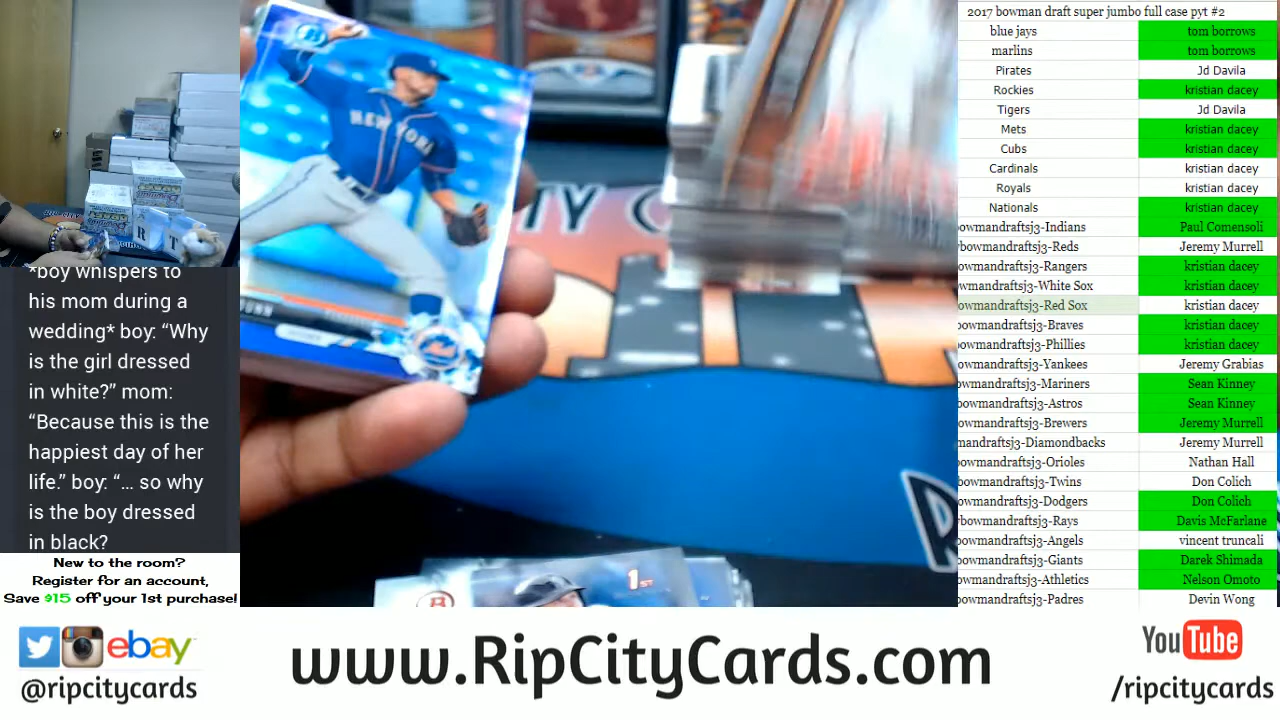 *boy whispers to
his mom during a
wedding* boy: “Why
is the girl dressed
in white?” mom:
“Because this is the
happiest day of her
life.” boy: “... so why
is the boy dressed
in black?
New to the room?
Register for an account,
Save $15 off your 1st purchase!
NEW YORK
1ST
2017 bowman draft super jumbo full case pyt #2
blue jays tom borrows
marlins tom borrows
Pirates Jd Davila
Rockies kristian dacey
Tigers Jd Davila
Mets kristian dacey
Cubs kristian dacey
Cardinals kristian dacey
Royals kristian dacey
Nationals kristian dacey
bowmandraftsj3-Indians Paul Comensoli
bowmandraftsj3-Reds Jeremy Murrell
owmandraftsj3-Rangers kristian dacey
owmandraftsj3-White Sox kristian dacey
owmandraftsj3-Red Sox kristian dacey
owmandraftsj3-Braves kristian dacey
owmandraftsj3-Phillies kristian dacey
owmandraftsj3-Yankees Jeremy Grabias
owmandraftsj3-Mariners Sean Kinney
owmandraftsj3-Astros Sean Kinney
owmandraftsj3-Brewers Jeremy Murrell
mandraftsj3-Diamondbacks Jeremy Murrell
owmandraftsj3-Orioles Nathan Hall
bowmandraftsj3-Twins Don Colich
owmandraftsj3-Dodgers Don Colich
bowmandraftsj3-Rays Davis McFarlane
owmandraftsj3-Angels vincent truncali
owmandraftsj3-Giants Darek Shimada
owmandraftsj3-Athletics Nelson Omoto
owmandraftsj3-Padres Devin Wong
ebay
@ripcitycards
www.RipCityCards.com
YouTube
/ripcitycards